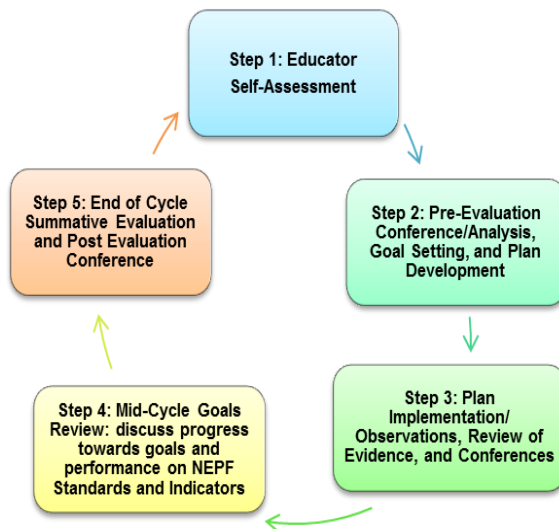 Step 1: Educator
Self-Assessment
Step 2: Pre-Evaluation
Conference/Analysis,
Goal Setting, and Plan
Development
Step 3: Plan
Implementation/
Observations, Review of
Evidence, and Conferences
Step 4: Mid-Cycle Goals
Review: discuss progress
towards goals and
performance on NEPF
Standards and Indicators
Step 5: End of Cycle
Summative Evaluation
and Post Evaluation
Conference